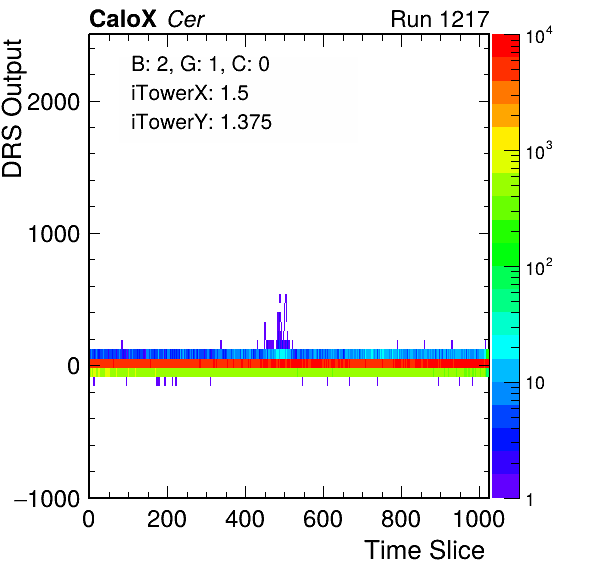 CaloX Cer Run 1217
B: 2, G: 1, C: 0
iTowerX: 1.5
iTowerY: 1.375
DRS Output
2000
1000
0
−1000
0 200 400 600 800 1000
Time Slice
10^4
10^3
10^2
10
1